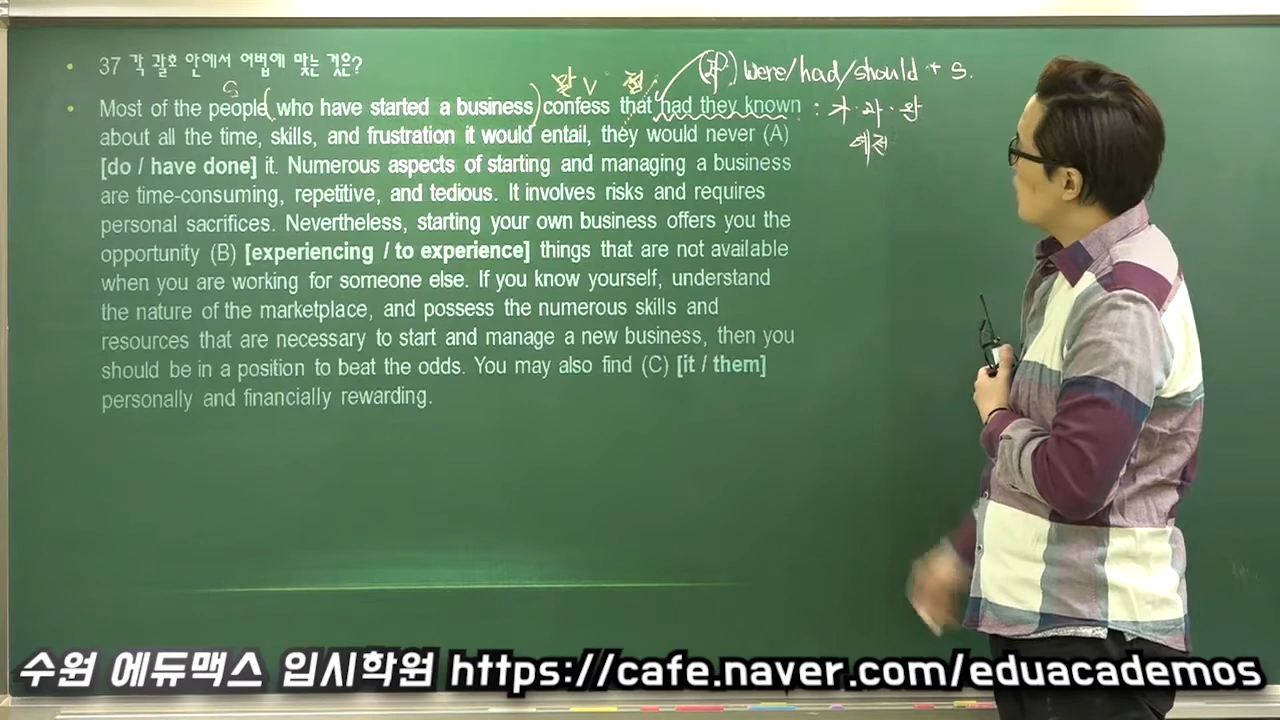 37 각 괄호 안에서 어법에 맞는 것은?
S
(주) were/had/should + S.
Most of the people (who have started a business) confess that had they known
about all the time, skills, and frustration it would entail, they would never (A)
[do / have done] it. Numerous aspects of starting and managing a business
are time-consuming, repetitive, and tedious. It involves risks and requires
personal sacrifices. Nevertheless, starting your own business offers you the
opportunity (B) [experiencing / to experience] things that are not available
when you are working for someone else. If you know yourself, understand
the nature of the marketplace, and possess the numerous skills and
resources that are necessary to start and manage a new business, then you
should be in a position to beat the odds. You may also find (C) [it / them]
personally and financially rewarding.
수원 에듀맥스 입시학원 https://cafe.naver.com/eduacademos